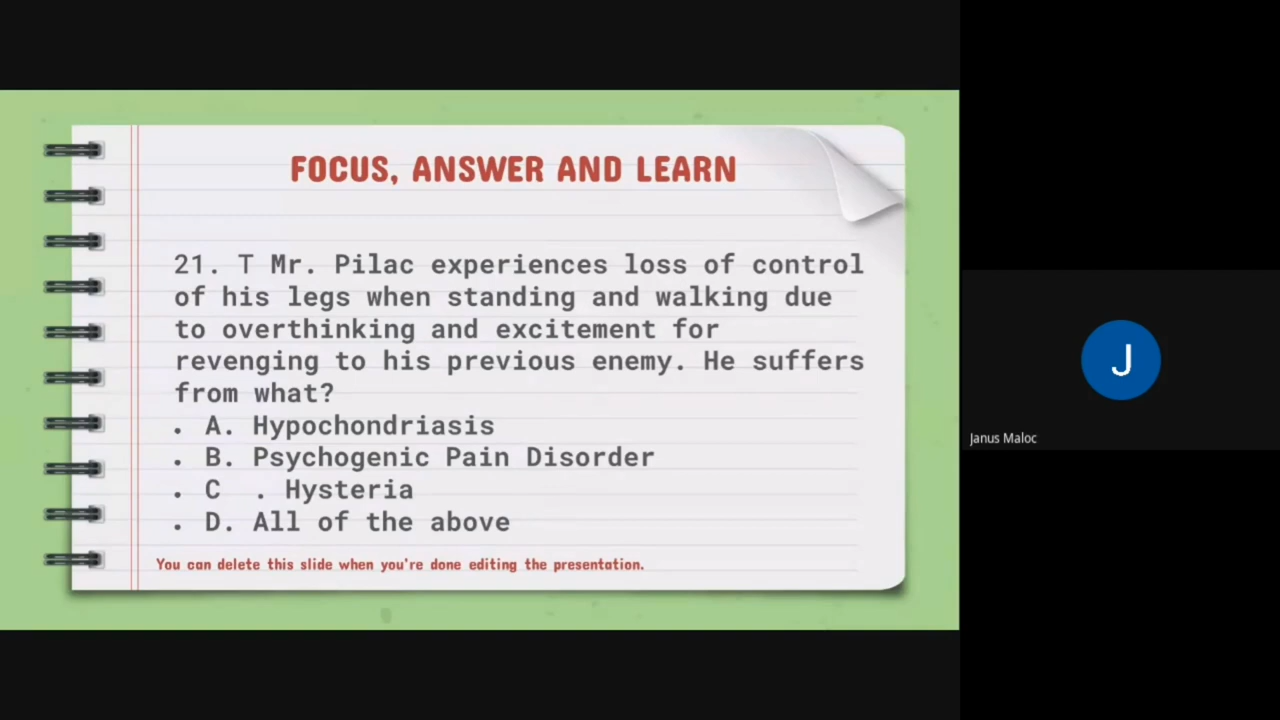 FOCUS, ANSWER AND LEARN
21. T Mr. Pilac experiences loss of control
of his legs when standing and walking due
to overthinking and excitement for
revenging to his previous enemy. He suffers
from what?
. A. Hypochondriasis
. B. Psychogenic Pain Disorder
. C . Hysteria
. D. All of the above
You can delete this slide when you're done editing the presentation.
J
Janus Maloc